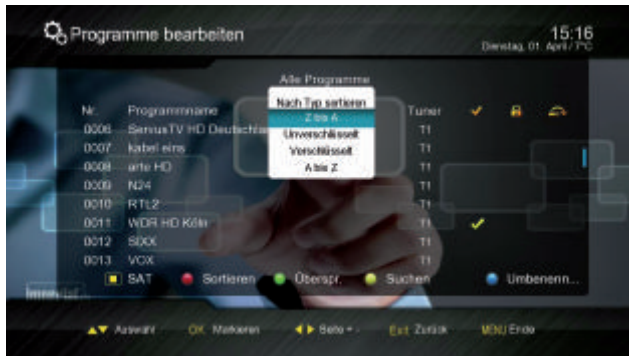 Programme bearbeiten
15:16
Dienstag, 01. April / 7°C
Alle Programme
Nach Typ sortieren
Z bis A
Unverschlüsselt
Verschlüsselt
A bis Z
Nr. Programmname Tuner
0006 ServusTV HD Deutschla T1
0007 kabel eins T1
0008 arte HD T1
0009 N24 T1
0010 RTL2 T1
0011 WDR HD Köln T1
0012 SIXX T1
0013 VOX T1
SAT Sortieren Überspr. Suchen Umbenenn...
Auswahl OK Markieren Seite + - Exit Zurück MENU Ende